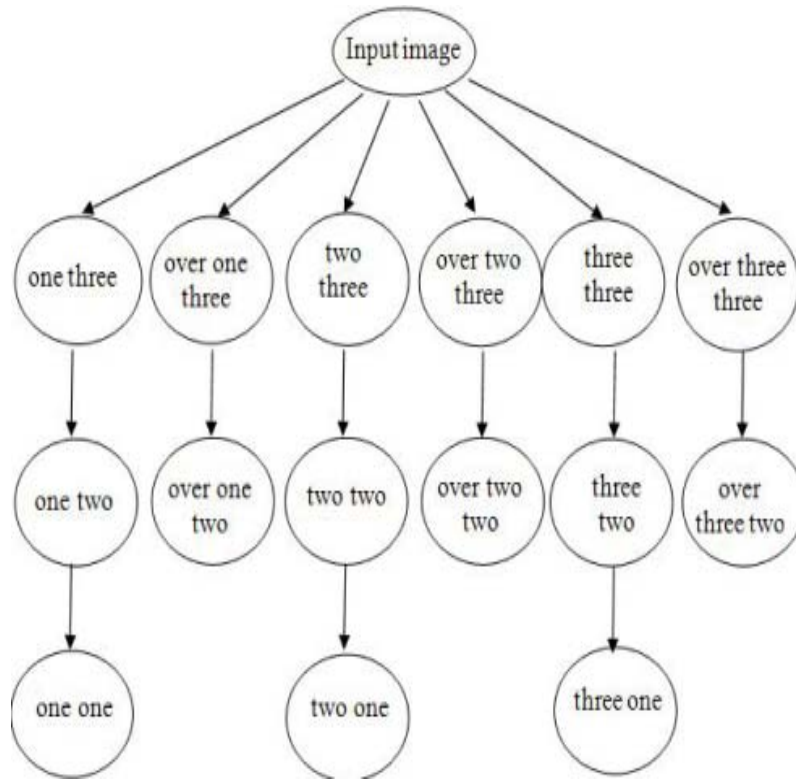 Input image
one three
over one
three
two
three
over two
three
three
three
over three
three
one two
over one
two
two two
over two
two
three
two
over
three two
one one
two one
three one